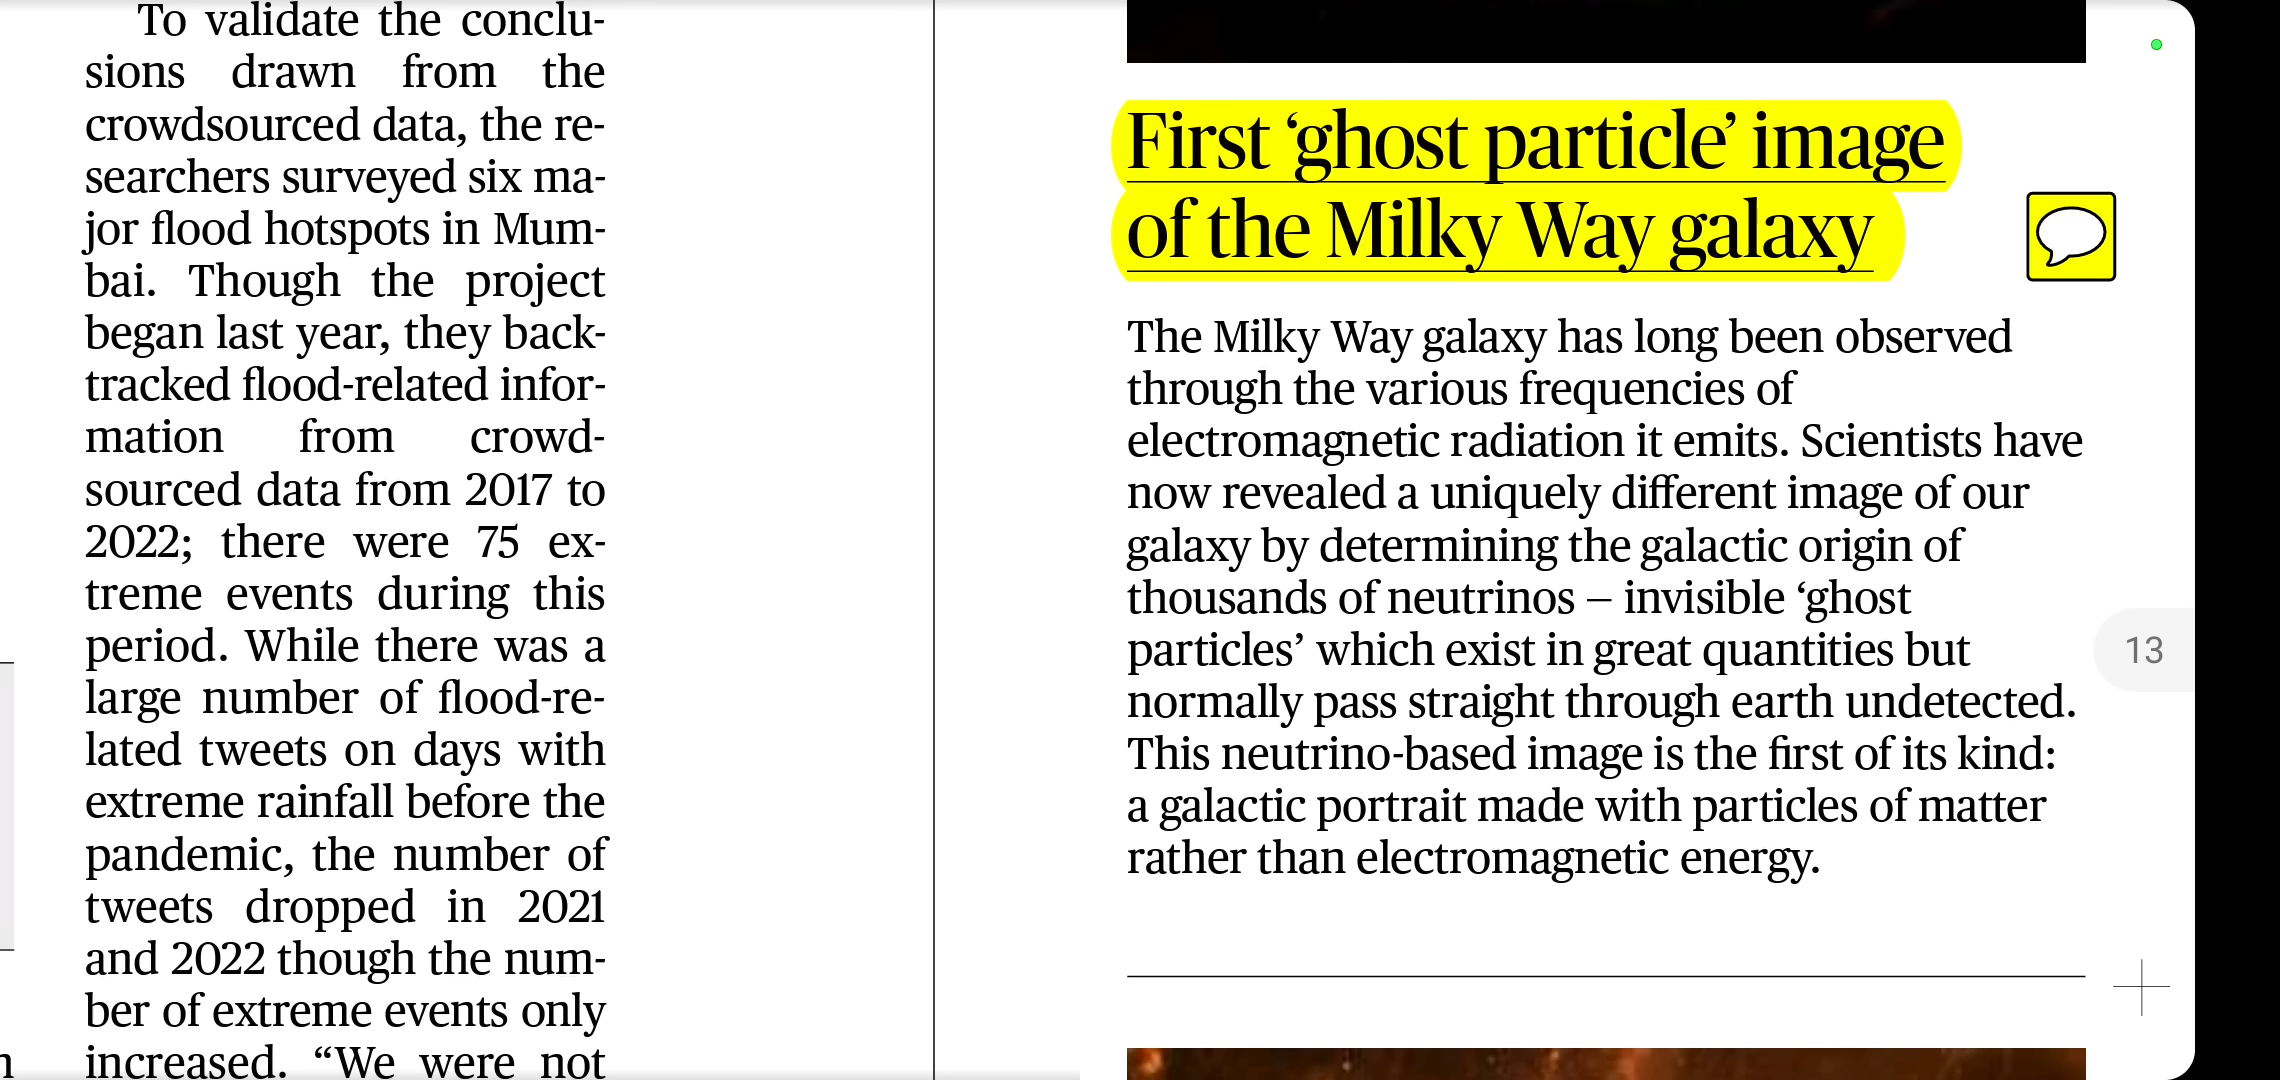 To validate the conclu-
sions drawn from the
crowdsourced data, the re-
searchers surveyed six ma-
jor flood hotspots in Mum-
bai. Though the project
began last year, they back-
tracked flood-related infor-
mation from crowd-
sourced data from 2017 to
2022; there were 75 ex-
treme events during this
period. While there was a
large number of flood-re-
lated tweets on days with
extreme rainfall before the
pandemic, the number of
tweets dropped in 2021
and 2022 though the num-
ber of extreme events only
increased. “We were not
First ‘ghost particle’ image
of the Milky Way galaxy
The Milky Way galaxy has long been observed
through the various frequencies of
electromagnetic radiation it emits. Scientists have
now revealed a uniquely different image of our
galaxy by determining the galactic origin of
thousands of neutrinos – invisible ‘ghost
particles’ which exist in great quantities but
normally pass straight through earth undetected.
This neutrino-based image is the first of its kind:
a galactic portrait made with particles of matter
rather than electromagnetic energy.
13